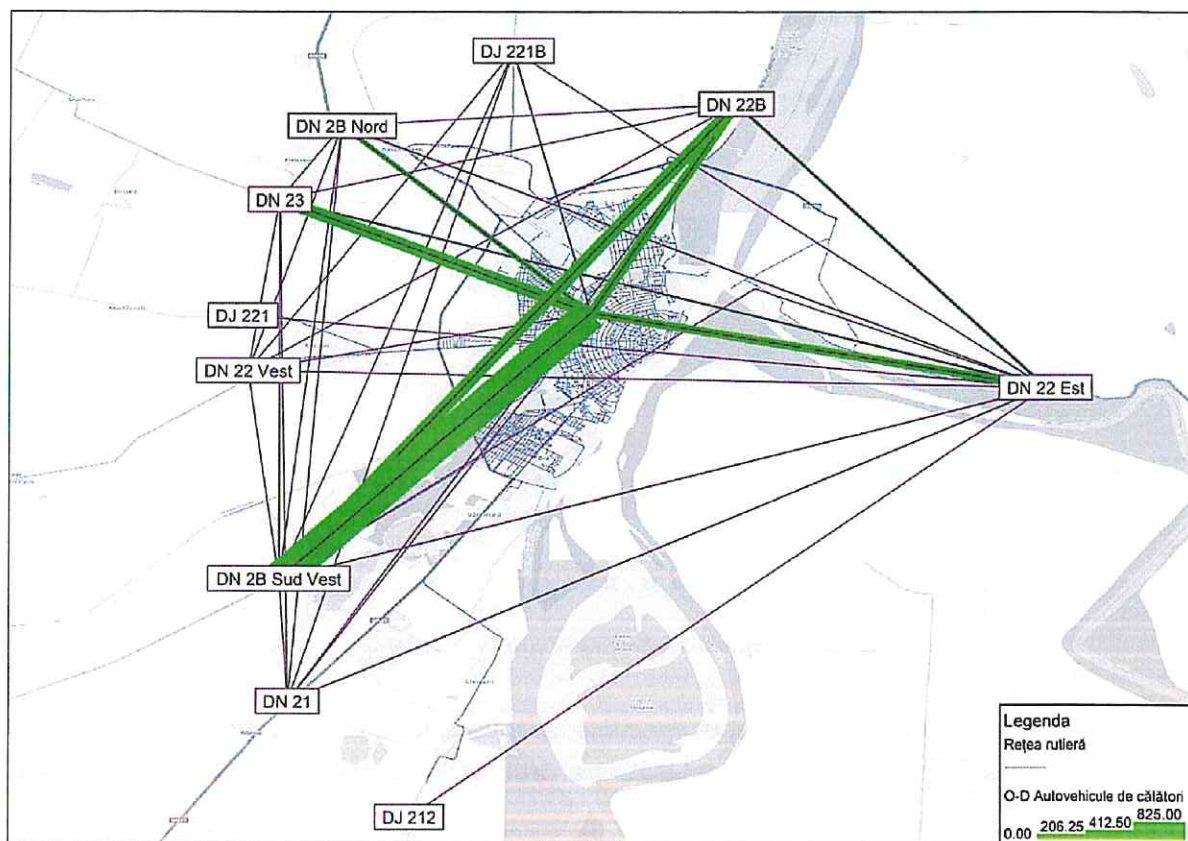 DJ 221B
DN 22B
DN 2B Nord
DN 23
DJ 221
DN 22 Vest
DN 22 Est
DN 2B Sud Vest
DN 21
DJ 212
Legenda
Rețea rutieră
O-D Autovehicule de călători
0.00 206.25 412.50 825.00